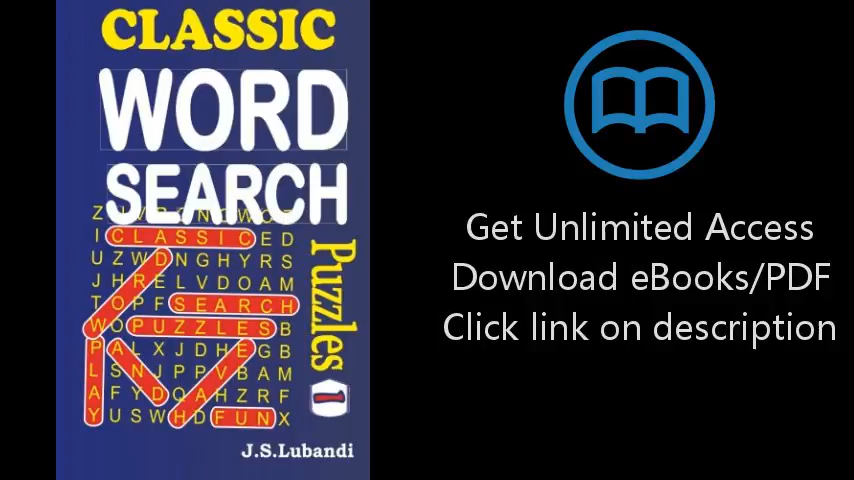 CLASSIC
WORD
SEARCH
Puzzles
1
I C L A S S I C E D
U Z W D N G H Y R S
J H R E L V D O A M
T O P F S E A R C H
W O P U Z Z L E S B
P A L X J D H E G B
L S N J P P V B A M
A F Y D Q A H Z R F
Y U S W H D F U N X
J.S.Lubandi
Get Unlimited Access
Download eBooks/PDF
Click link on description